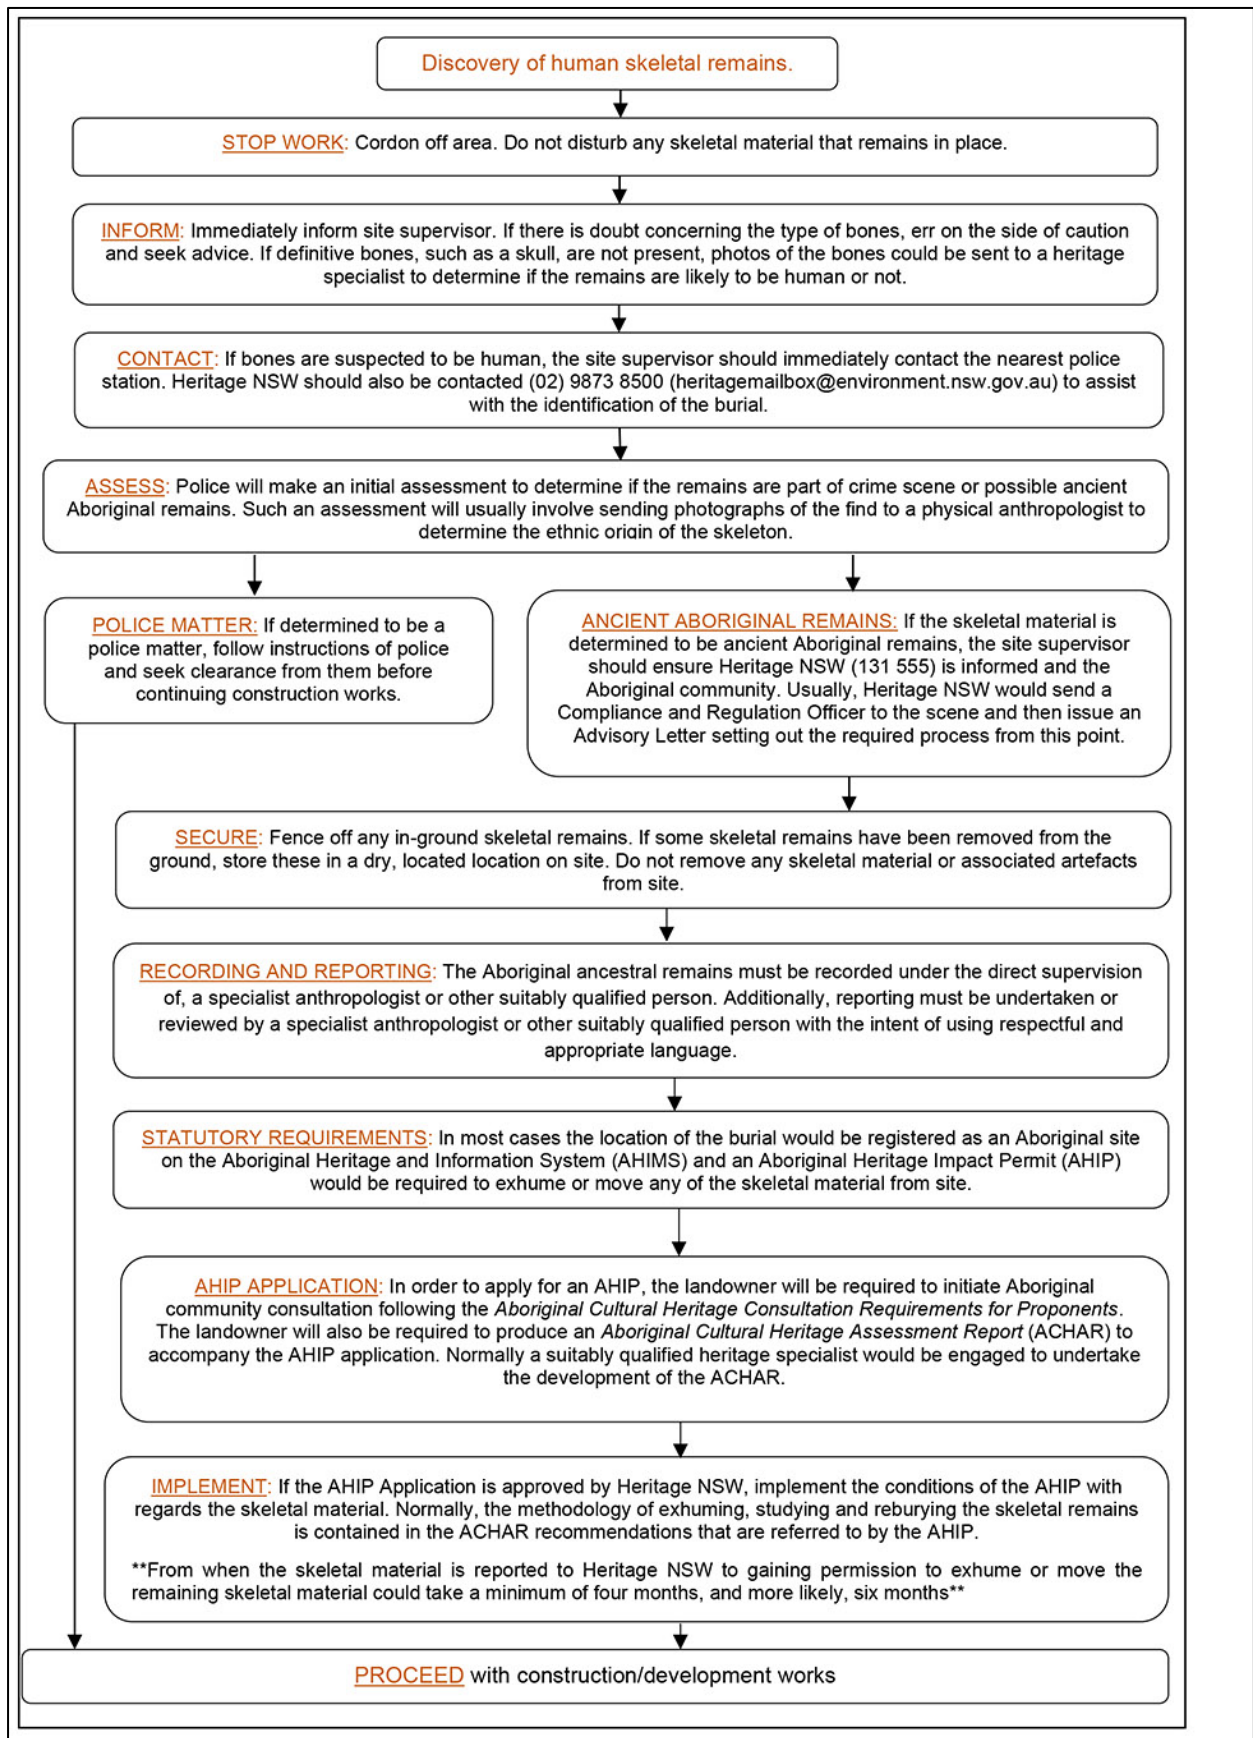 Discovery of human skeletal remains.
STOP WORK: Cordon off area. Do not disturb any skeletal material that remains in place.
INFORM: Immediately inform site supervisor. If there is doubt concerning the type of bones, err on the side of caution
and seek advice. If definitive bones, such as a skull, are not present, photos of the bones could be sent to a heritage
specialist to determine if the remains are likely to be human or not.
CONTACT: If bones are suspected to be human, the site supervisor should immediately contact the nearest police
station. Heritage NSW should also be contacted (02) 9873 8500 (heritagemailbox@environment.nsw.gov.au) to assist
with the identification of the burial.
ASSESS: Police will make an initial assessment to determine if the remains are part of crime scene or possible ancient
Aboriginal remains. Such an assessment will usually involve sending photographs of the find to a physical anthropologist to
determine the ethnic origin of the skeleton.
POLICE MATTER: If determined to be a
police matter, follow instructions of police
and seek clearance from them before
continuing construction works.
ANCIENT ABORIGINAL REMAINS: If the skeletal material is
determined to be ancient Aboriginal remains, the site supervisor
should ensure Heritage NSW (131 555) is informed and the
Aboriginal community. Usually, Heritage NSW would send a
Compliance and Regulation Officer to the scene and then issue an
Advisory Letter setting out the required process from this point.
SECURE: Fence off any in-ground skeletal remains. If some skeletal remains have been removed from the
ground, store these in a dry, located location on site. Do not remove any skeletal material or associated artefacts
from site.
RECORDING AND REPORTING: The Aboriginal ancestral remains must be recorded under the direct supervision
of, a specialist anthropologist or other suitably qualified person. Additionally, reporting must be undertaken or
reviewed by a specialist anthropologist or other suitably qualified person with the intent of using respectful and
appropriate language.
STATUTORY REQUIREMENTS: In most cases the location of the burial would be registered as an Aboriginal site
on the Aboriginal Heritage and Information System (AHIMS) and an Aboriginal Heritage Impact Permit (AHIP)
would be required to exhume or move any of the skeletal material from site.
AHIP APPLICATION: In order to apply for an AHIP, the landowner will be required to initiate Aboriginal
community consultation following the Aboriginal Cultural Heritage Consultation Requirements for Proponents.
The landowner will also be required to produce an Aboriginal Cultural Heritage Assessment Report (ACHAR) to
accompany the AHIP application. Normally a suitably qualified heritage specialist would be engaged to undertake
the development of the ACHAR.
IMPLEMENT: If the AHIP Application is approved by Heritage NSW, implement the conditions of the AHIP with
regards the skeletal material. Normally, the methodology of exhuming, studying and reburying the skeletal remains
is contained in the ACHAR recommendations that are referred to by the AHIP.
**From when the skeletal material is reported to Heritage NSW to gaining permission to exhume or move the
remaining skeletal material could take a minimum of four months, and more likely, six months**
PROCEED with construction/development works